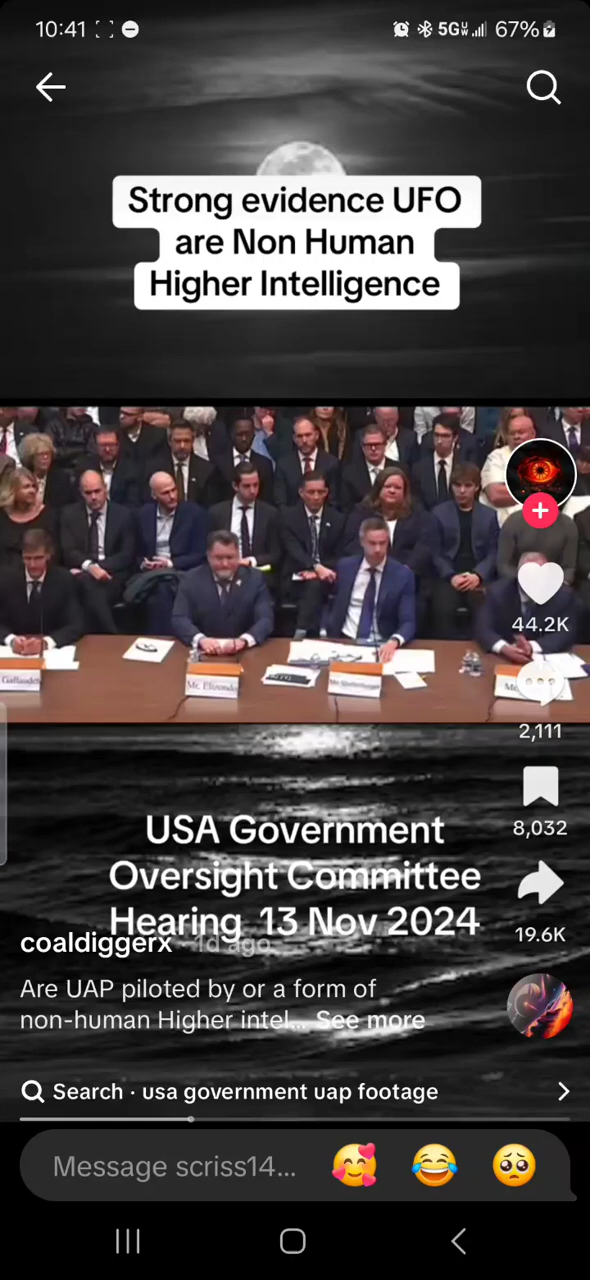 10:41
5G
67%
Strong evidence UFO
are Non Human
Higher Intelligence
Mr. Elizondo
44.2K
2,111
USA Government
Oversight Committee
Hearing 13 Nov 2024
8,032
19.6K
coaldiggerx · 1d ago
Are UAP piloted by or a form of
non-human Higher intel... See more
Search · usa government uap footage
Message scriss14...